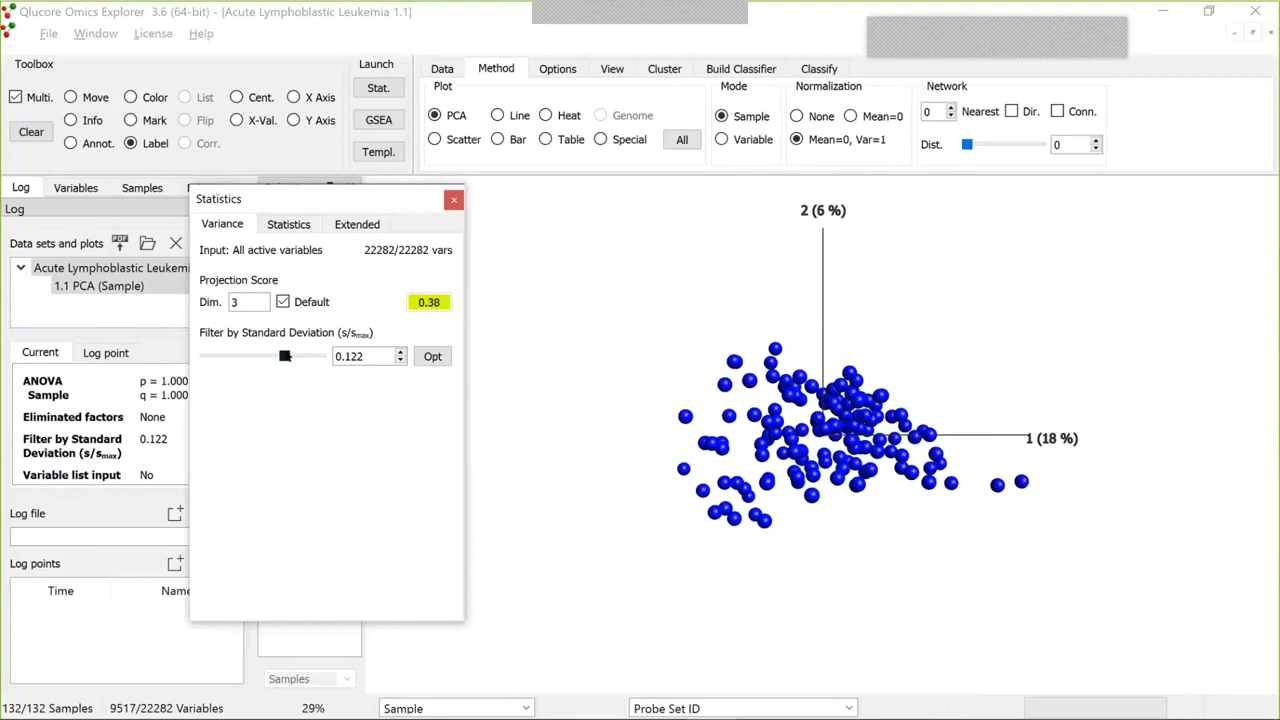 Qlucore Omics Explorer 3.6 (64-bit) - [Acute Lymphoblastic Leukemia 1.1]
File Window License Help
Toolbox
Multi. Move Color List Cent. X Axis
Info Mark Flip X-Val. Y Axis
Clear
Annot. Label Corr.
Launch
Stat.
GSEA
Templ.
Data Method Options View Cluster Build Classifier Classify
Plot
PCA Line Heat Genome
Scatter Bar Table Special All
Mode
Sample
Variable
Normalization
None Mean=0
Mean=0, Var=1
Network
0 Nearest Dir. Conn.
Dist. 0
Log Variables Samples
Log
Data sets and plots PDF
Acute Lymphoblastic Leukemi
1.1 PCA (Sample)
Current Log point
ANOVA p = 1.000
Sample q = 1.000
Eliminated factors None
Filter by Standard 0.122
Deviation (s/smax)
Variable list input No
Log file
Log points
Time Name
Statistics
Variance Statistics Extended
Input: All active variables 22282/22282 vars
Projection Score
Dim. 3 Default 0.38
Filter by Standard Deviation (s/smax)
0.122 Opt
2 (6 %)
1 (18 %)
Samples
132/132 Samples 9517/22282 Variables 29% Sample Probe Set ID